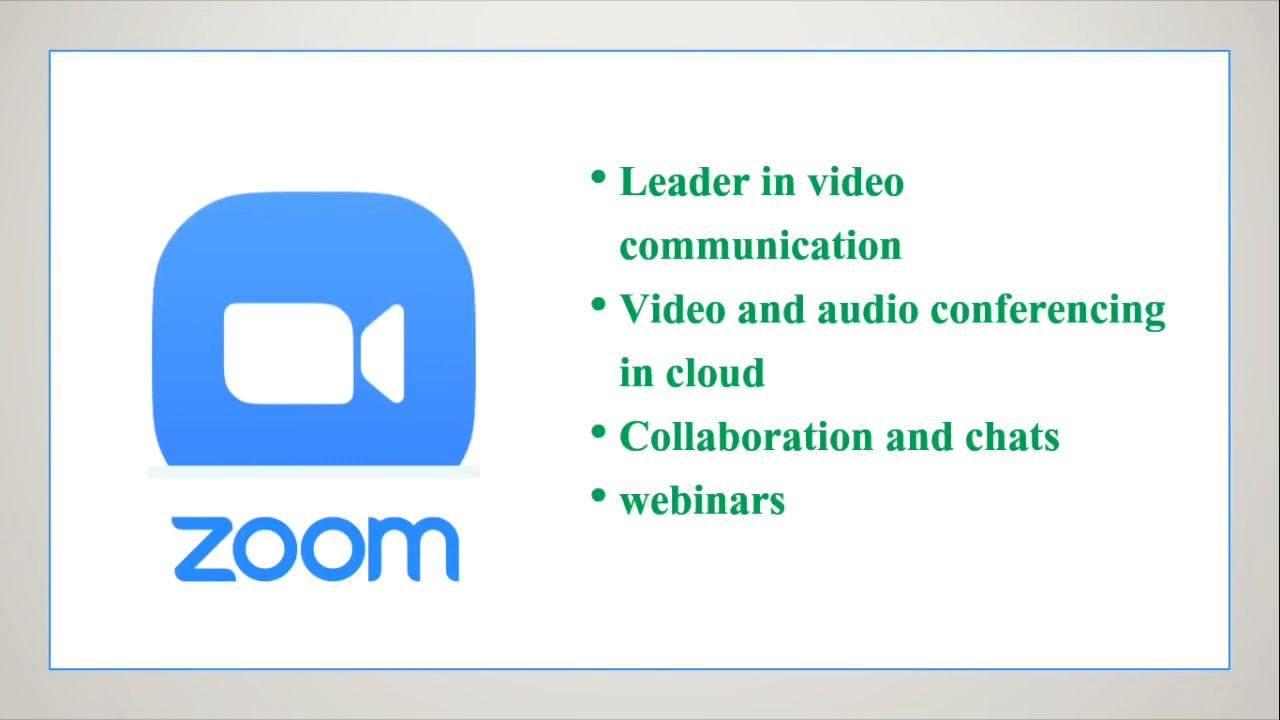 • Leader in video
communication
• Video and audio conferencing
in cloud
• Collaboration and chats
• webinars
zoom